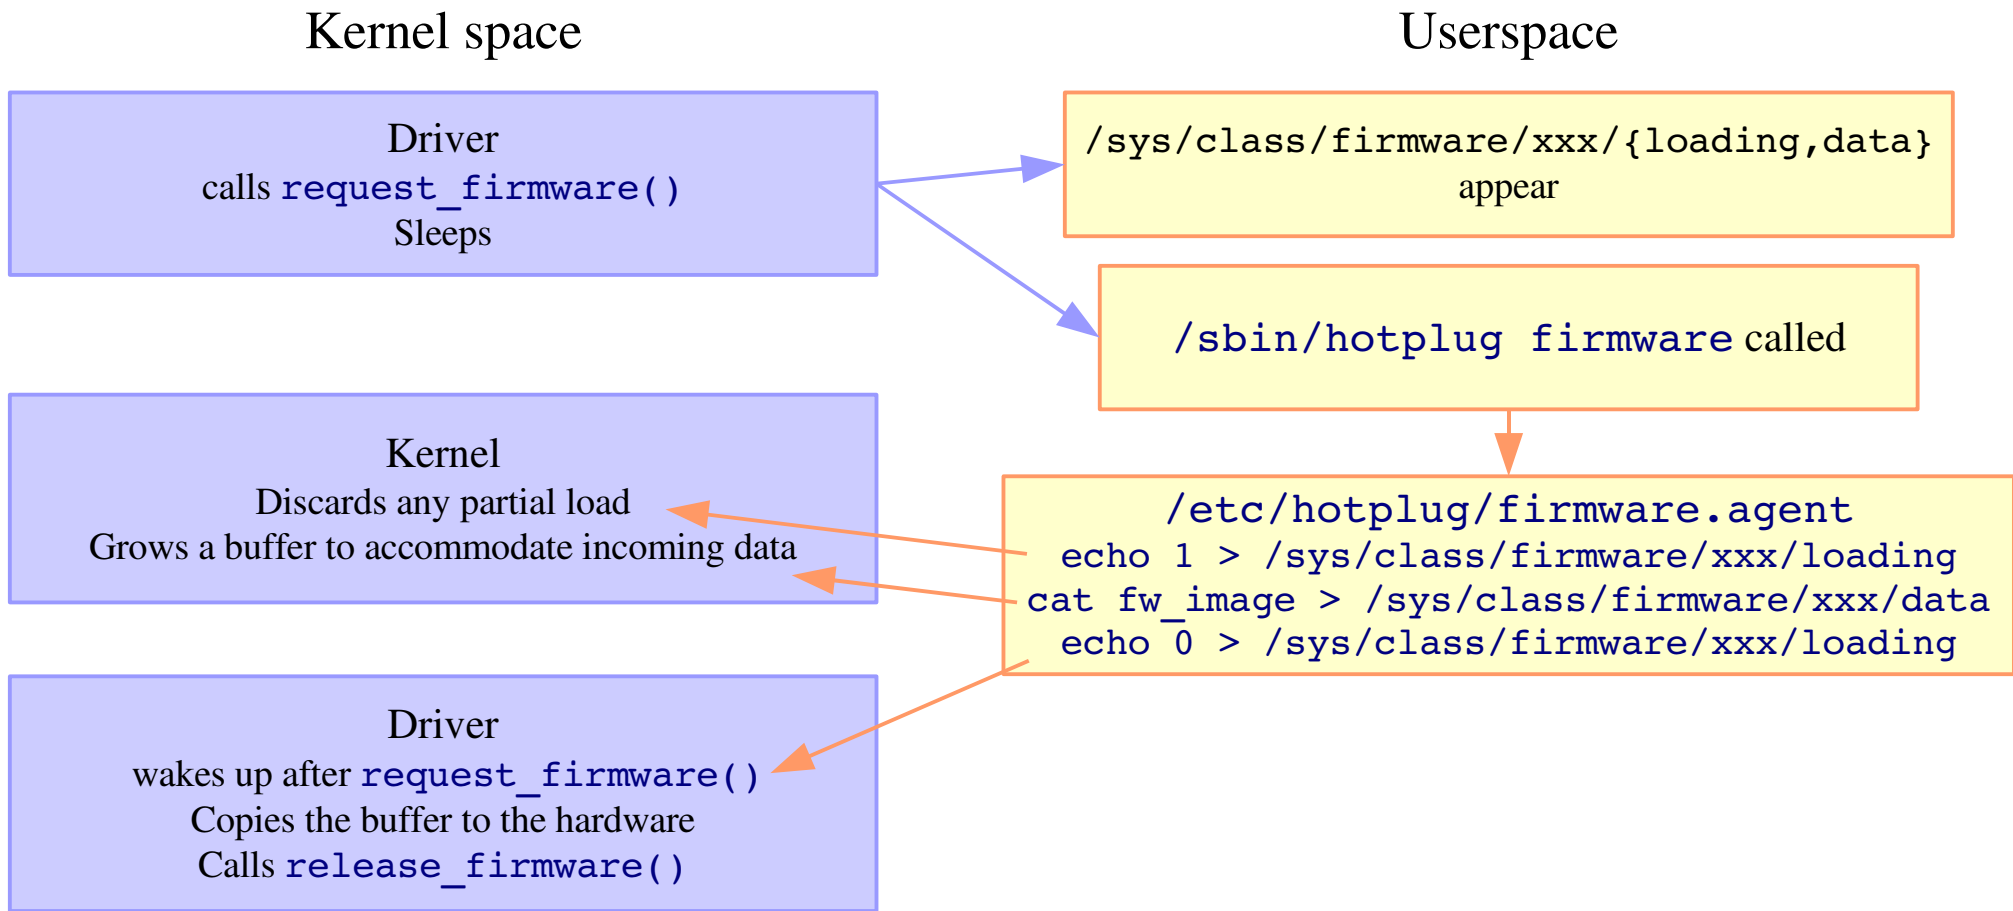 Kernel space
Userspace
Driver
calls request_firmware()
Sleeps
/sys/class/firmware/xxx/{loading,data}
appear
/sbin/hotplug firmware called
Kernel
Discards any partial load
Grows a buffer to accommodate incoming data
/etc/hotplug/firmware.agent
echo 1 > /sys/class/firmware/xxx/loading
cat fw_image > /sys/class/firmware/xxx/data
echo 0 > /sys/class/firmware/xxx/loading
Driver
wakes up after request_firmware()
Copies the buffer to the hardware
Calls release_firmware()